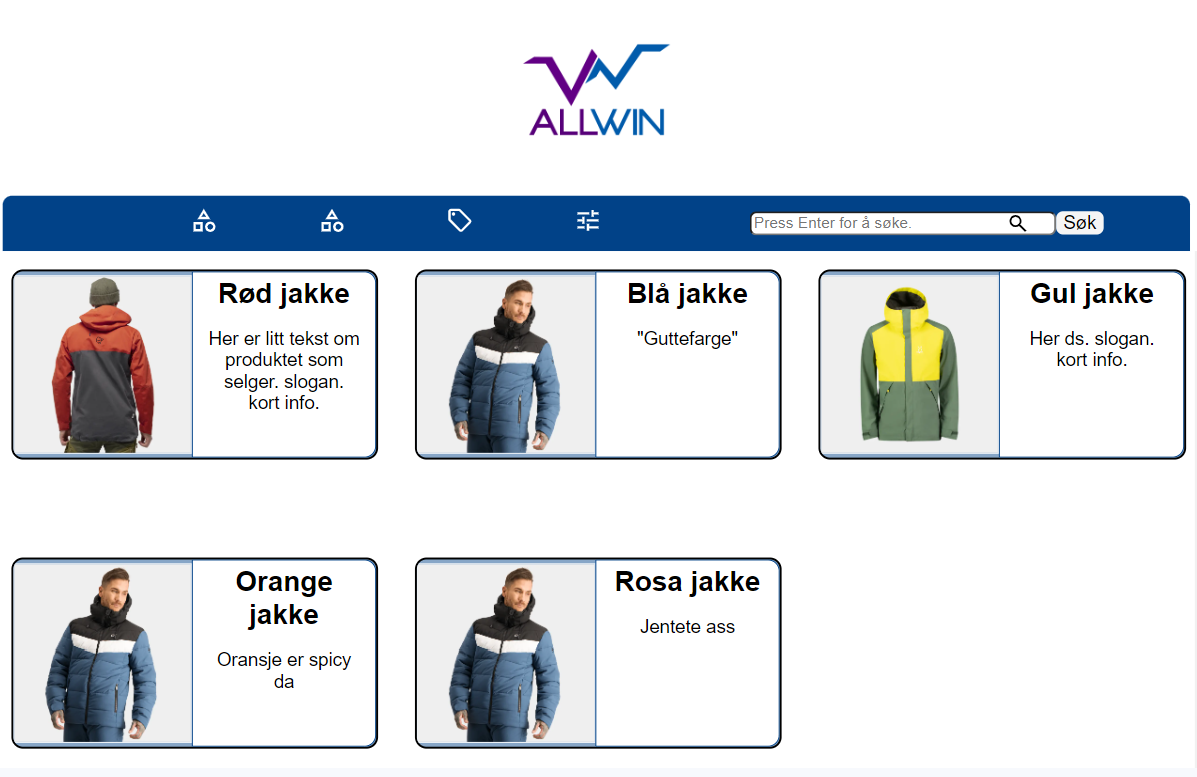 ALLWIN
Press Enter for å søke.
Søk
Rød jakke
Her er litt tekst om
produktet som
selger. slogan.
kort info.
Blå jakke
"Guttefarge"
Gul jakke
Her ds. slogan.
kort info.
Orange
jakke
Oransje er spicy
da
Rosa jakke
Jentete ass